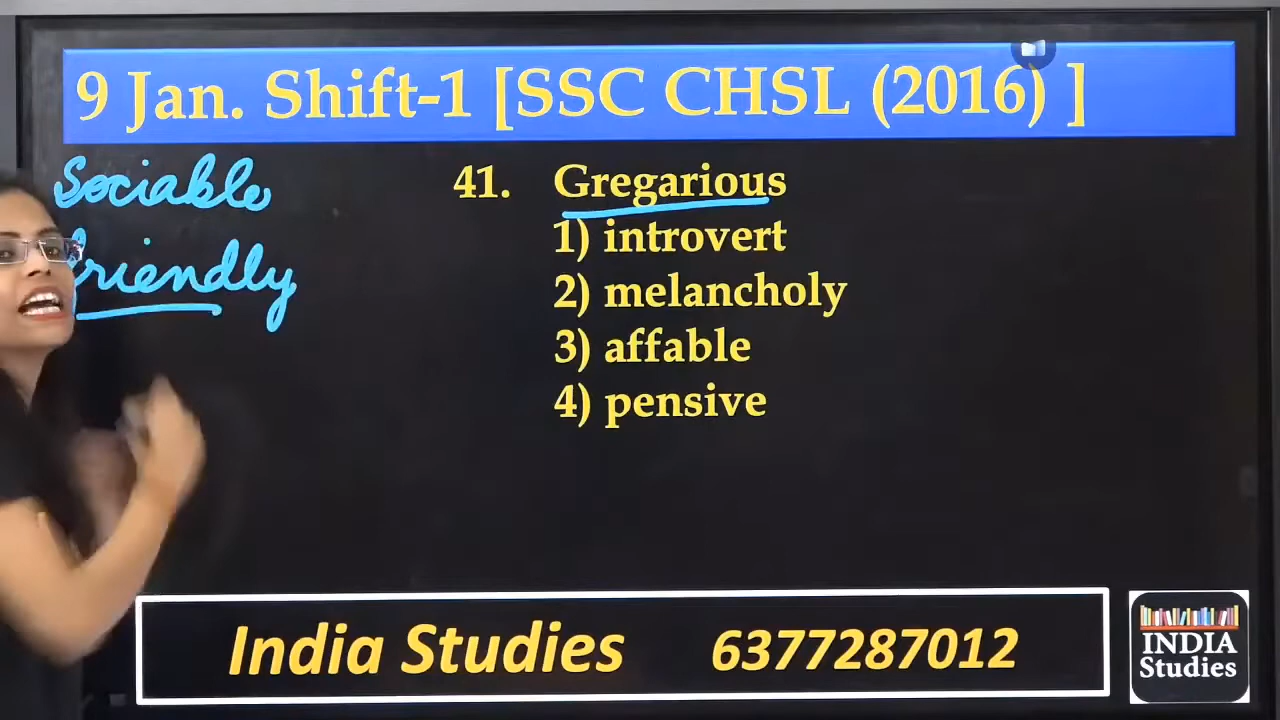 9 Jan. Shift-1 [SSC CHSL (2016) ]
Sociable
friendly
41. Gregarious
1) introvert
2) melancholy
3) affable
4) pensive
India Studies 6377287012
INDIA
Studies